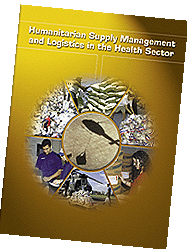 Humanitarian Supply Management
and Logistics in the Health Sector